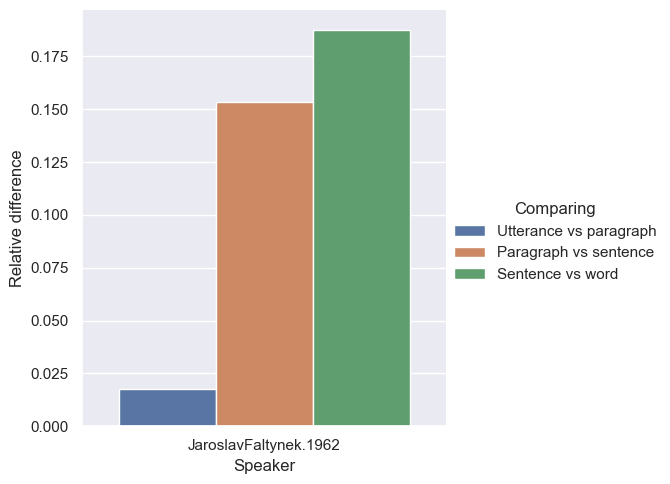 0.175
0.150
0.125
0.100
0.075
0.050
0.025
0.000
Relative difference
JaroslavFaltynek.1962
Speaker
Comparing
Utterance vs paragraph
Paragraph vs sentence
Sentence vs word